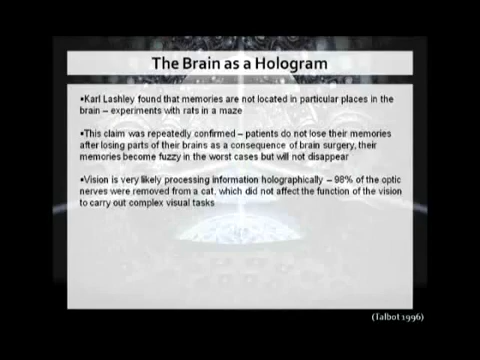 The Brain as a Hologram
▪Karl Lashley found that memories are not located in particular places in the
brain – experiments with rats in a maze
▪This claim was repeatedly confirmed – patients do not lose their memories
after losing parts of their brains as a consequence of brain surgery, their
memories become fuzzy in the worst cases but will not disappear
▪Vision is very likely processing information holographically – 98% of the optic
nerves were removed from a cat, which did not affect the function of the vision
to carry out complex visual tasks
(Talbot 1996)